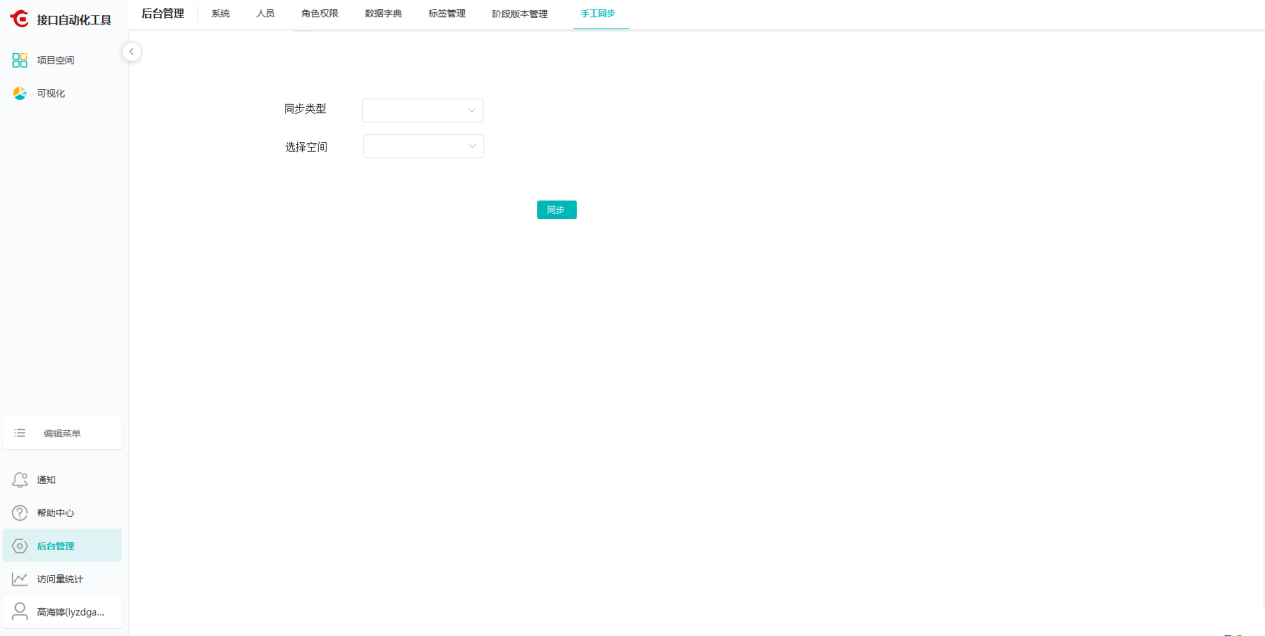 接口自动化工具
后台管理 系统 人员 角色权限 数据字典 标签管理 阶段版本管理 手工同步
项目空间
可视化
同步类型
选择空间
同步
编辑菜单
通知
帮助中心
后台管理
访问量统计
高海婷(lyzdga...